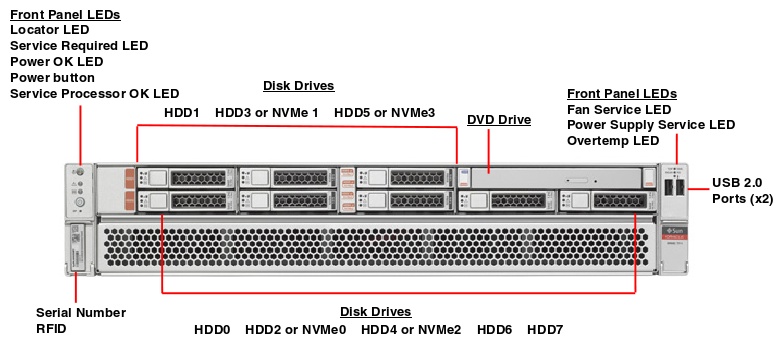 Front Panel LEDs
Locator LED
Service Required LED
Power OK LED
Power button
Service Processor OK LED
Disk Drives
HDD1 HDD3 or NVMe 1 HDD5 or NVMe3
DVD Drive
Front Panel LEDs
Fan Service LED
Power Supply Service LED
Overtemp LED
USB 2.0
Ports (x2)
Sun
ORACLE
Serial Number
RFID
Disk Drives
HDD0 HDD2 or NVMe0 HDD4 or NVMe2 HDD6 HDD7